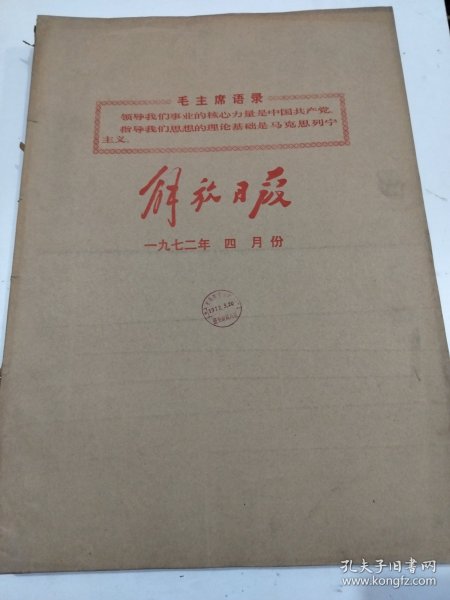 毛主席语录
领导我们事业的核心力量是中国共产党。
指导我们思想的理论基础是马克思列宁
主义。
解放日报
一九七二年 四 月份
孔夫子旧书网
www.kongfz.com